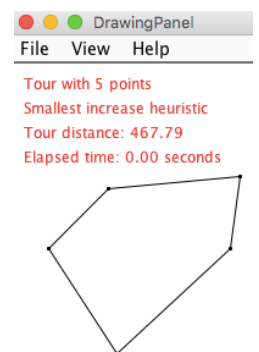 DrawingPanel
File View Help
Tour with 5 points
Smallest increase heuristic
Tour distance: 467.79
Elapsed time: 0.00 seconds